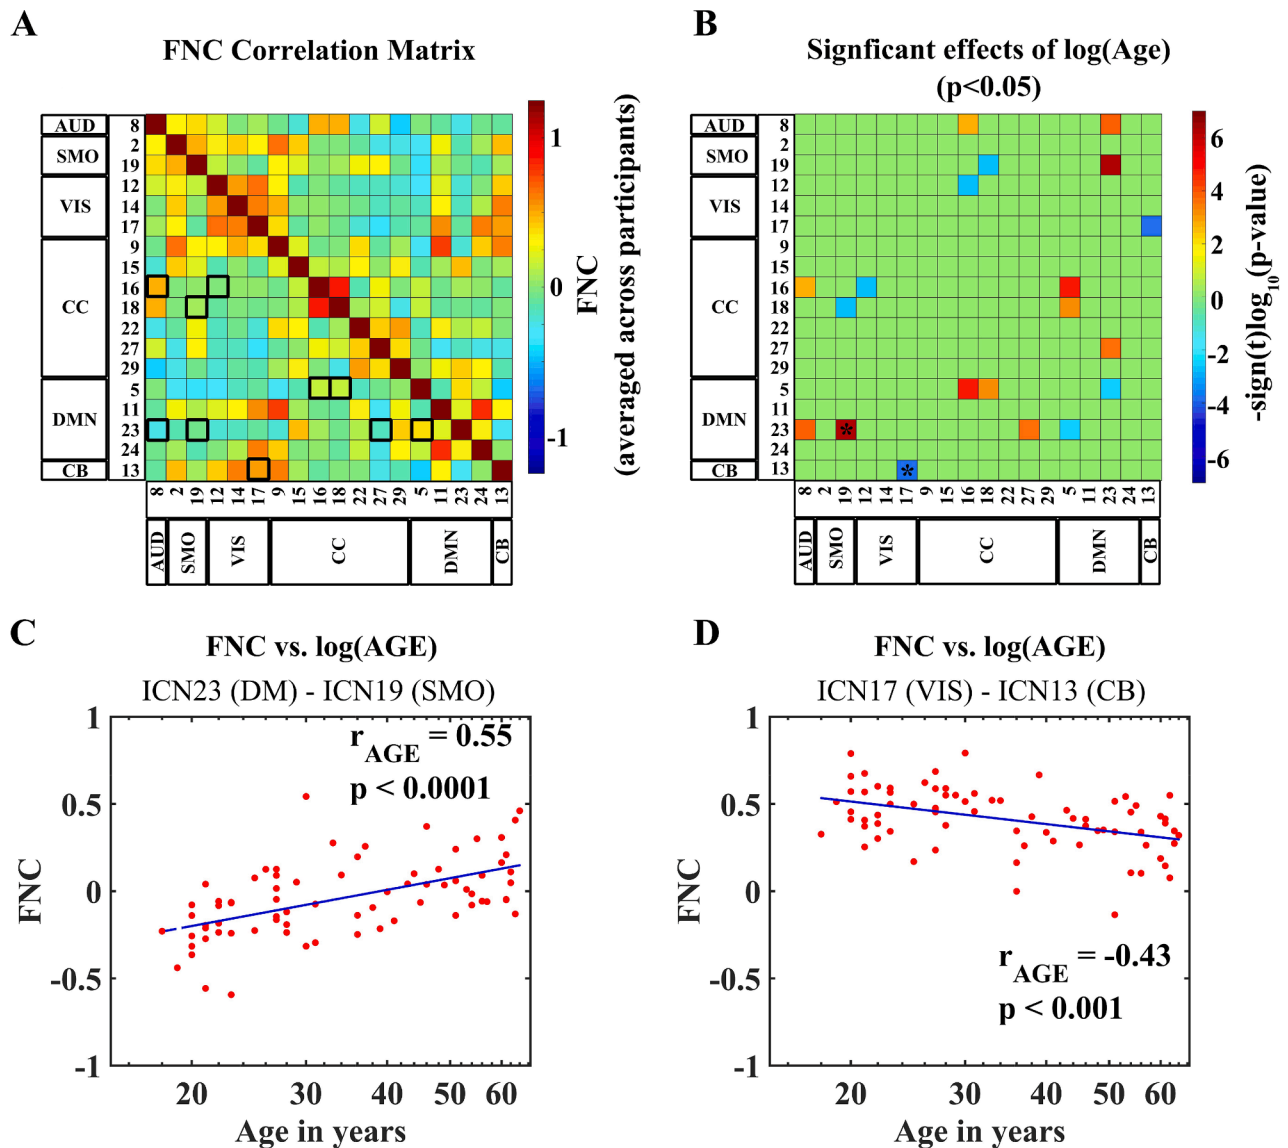 A
FNC Correlation Matrix
AUD
SMO
VIS
CC
DMN
CB
8
2
19
12
14
17
9
15
16
18
22
27
29
5
11
23
24
13
8 2 19 12 14 17 9 15 16 18 22 27 29 5 11 23 24 13
AUD SMO VIS CC DMN CB
1
0
-1
FNC
(averaged across participants)
B
Signficant effects of log(Age)
(p<0.05)
AUD
SMO
VIS
CC
DMN
CB
8
2
19
12
14
17
9
15
16
18
22
27
29
5
11
23
24
13
*
*
8 2 19 12 14 17 9 15 16 18 22 27 29 5 11 23 24 13
AUD SMO VIS CC DMN CB
6
4
2
0
-2
-4
-6
-sign(t)log10(p-value)
C
FNC vs. log(AGE)
ICN23 (DM) - ICN19 (SMO)
rAGE = 0.55
p < 0.0001
1
0.5
0
-0.5
-1
FNC
20 30 40 50 60
Age in years
D
FNC vs. log(AGE)
ICN17 (VIS) - ICN13 (CB)
1
0.5
0
-0.5
-1
FNC
rAGE = -0.43
p < 0.001
20 30 40 50 60
Age in years